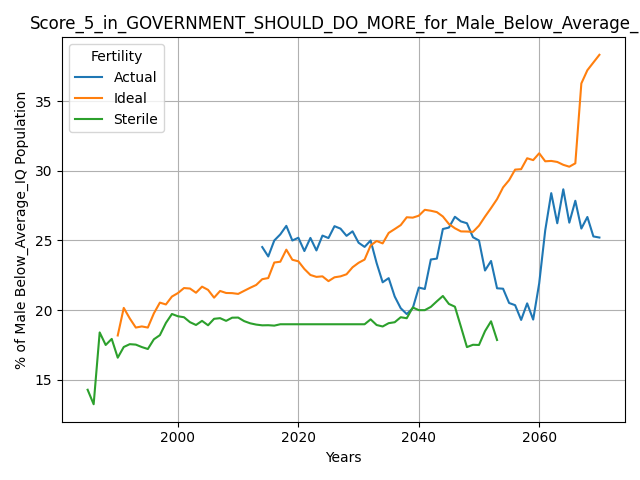 Score_5_in_GOVERNMENT_SHOULD_DO_MORE_for_Male_Below_Average_
Fertility
Actual
Ideal
Sterile
% of Male Below_Average_IQ Population
35
30
25
20
15
2000
2020
2040
2060
Years